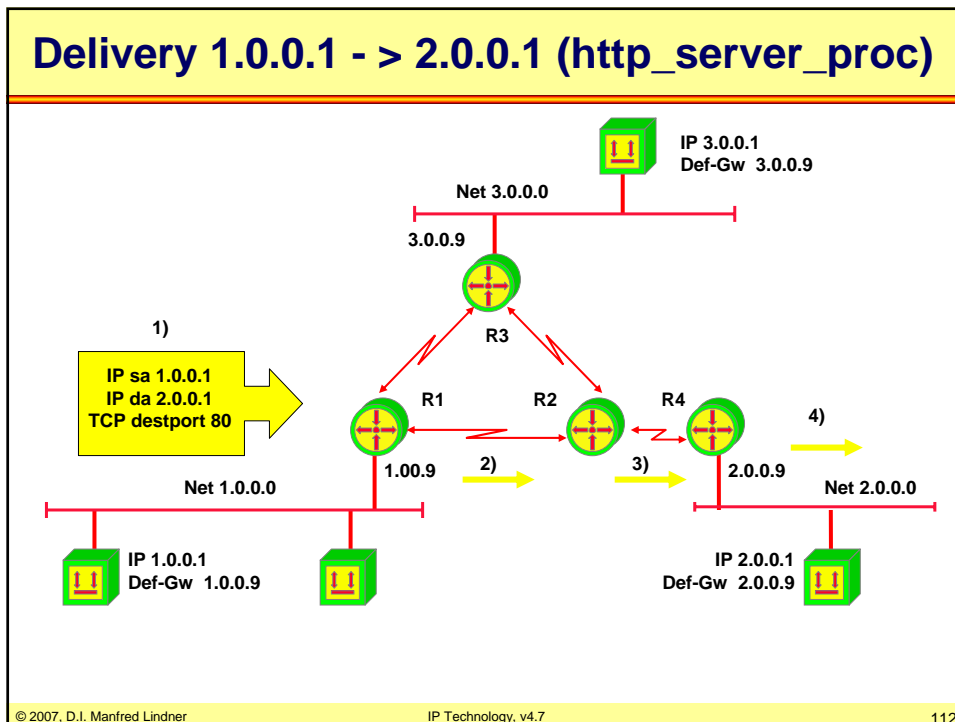 Delivery 1.0.0.1 - > 2.0.0.1 (http_server_proc)
IP 3.0.0.1
Def-Gw 3.0.0.9
Net 3.0.0.0
3.0.0.9
R3
1)
IP sa 1.0.0.1
IP da 2.0.0.1
TCP destport 80
R1
R2
R4
4)
1.00.9
2)
3)
2.0.0.9
Net 1.0.0.0
Net 2.0.0.0
IP 1.0.0.1
Def-Gw 1.0.0.9
IP 2.0.0.1
Def-Gw 2.0.0.9
© 2007, D.I. Manfred Lindner
IP Technology, v4.7
112